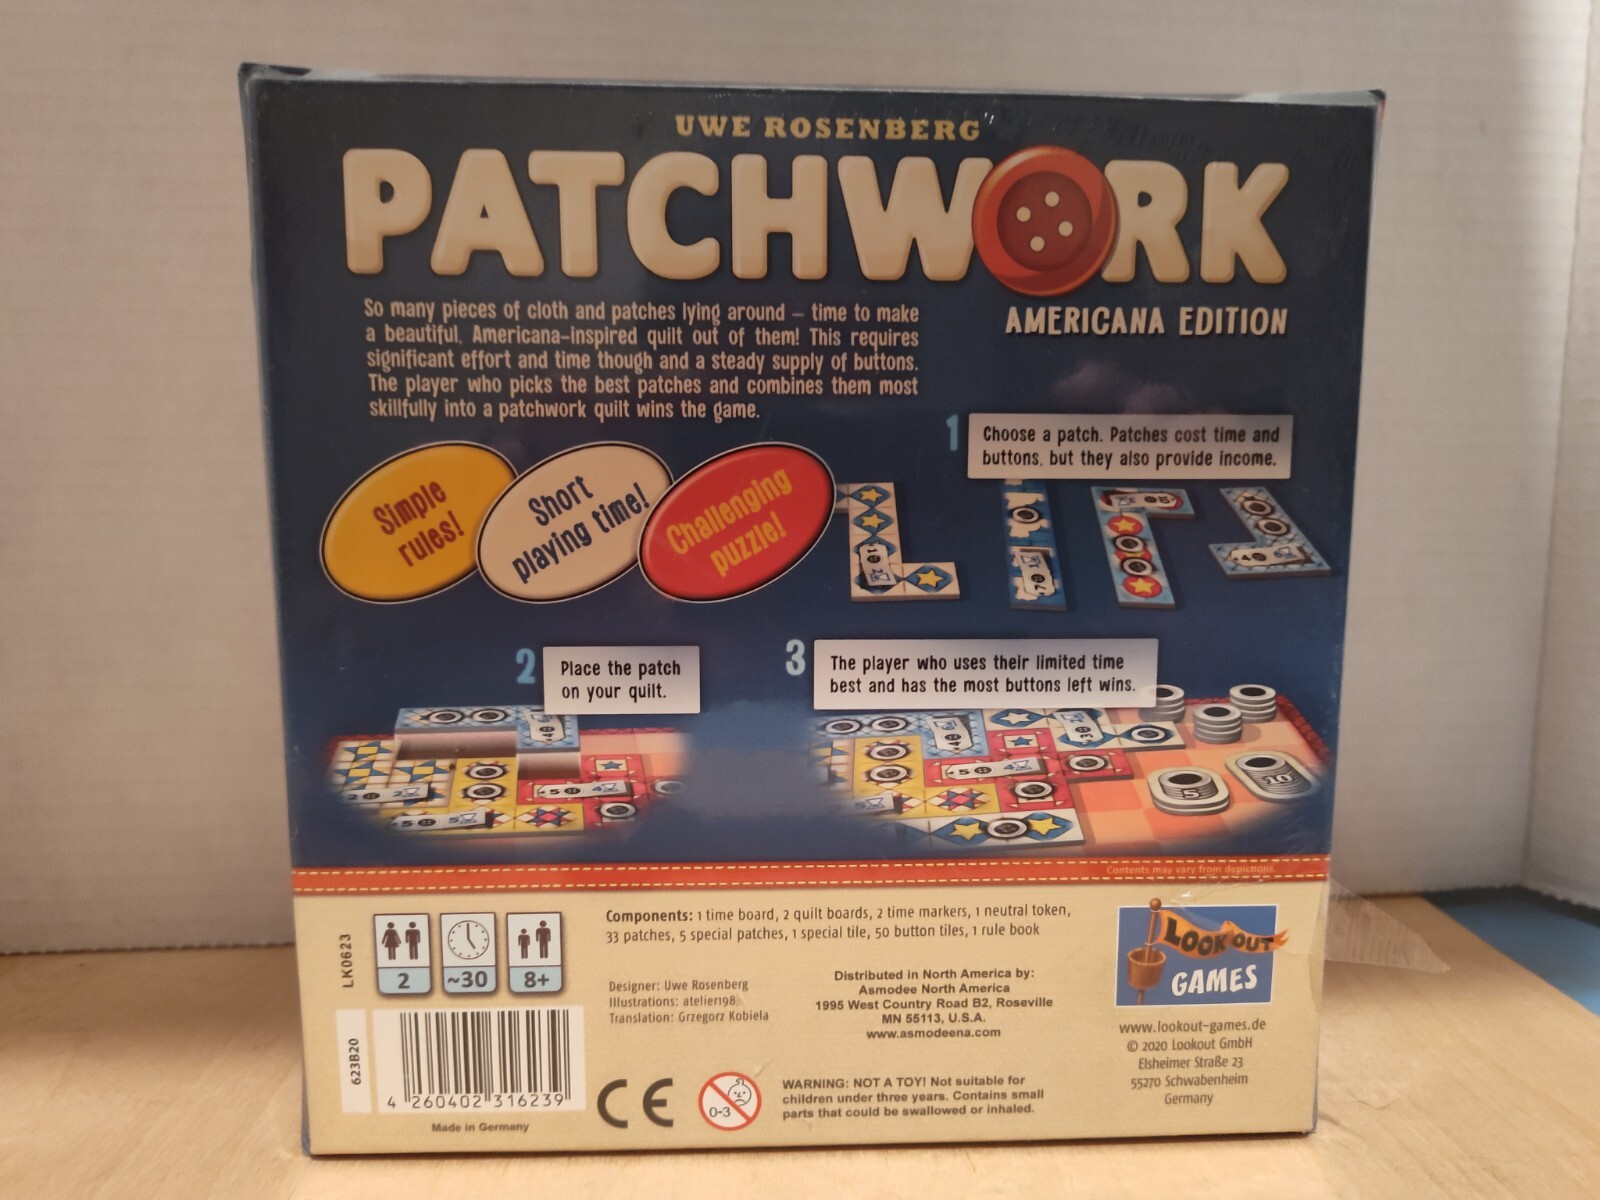 UWE ROSENBERG
PATCHWORK
AMERICANA EDITION
So many pieces of cloth and patches lying around – time to make
a beautiful, Americana-inspired quilt out of them! This requires
significant effort and time though and a steady supply of buttons.
The player who picks the best patches and combines them most
skillfully into a patchwork quilt wins the game.
Simple
rules!
Short
playing time!
Challenging
puzzle!
1
Choose a patch. Patches cost time and
buttons, but they also provide income.
2
Place the patch
on your quilt.
3
The player who uses their limited time
best and has the most buttons left wins.
5
10
Contents may vary from depictions.
LK0623
2
~30
8+
Components: 1 time board, 2 quilt boards, 2 time markers, 1 neutral token,
33 patches, 5 special patches, 1 special tile, 50 button tiles, 1 rule book
Designer: Uwe Rosenberg
Illustrations: atelier198
Translation: Grzegorz Kobiela
Distributed in North America by:
Asmodee North America
1995 West Country Road B2, Roseville
MN 55113, U.S.A.
www.asmodeena.com
LOOKOUT
GAMES
www.lookout-games.de
© 2020 Lookout GmbH
Elsheimer Straße 23
55270 Schwabenheim
Germany
623B20
4 260402 316239
Made in Germany
CE
0-3
WARNING: NOT A TOY! Not suitable for
children under three years. Contains small
parts that could be swallowed or inhaled.